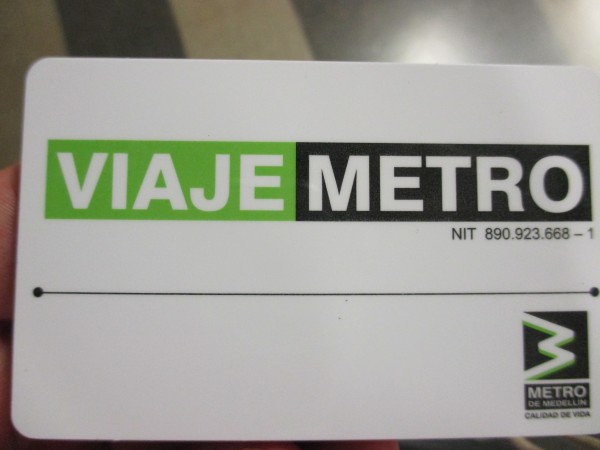 VIAJE METRO
NIT 890.923.668 – 1
METRO
DE MEDELLÍN
CALIDAD DE VIDA